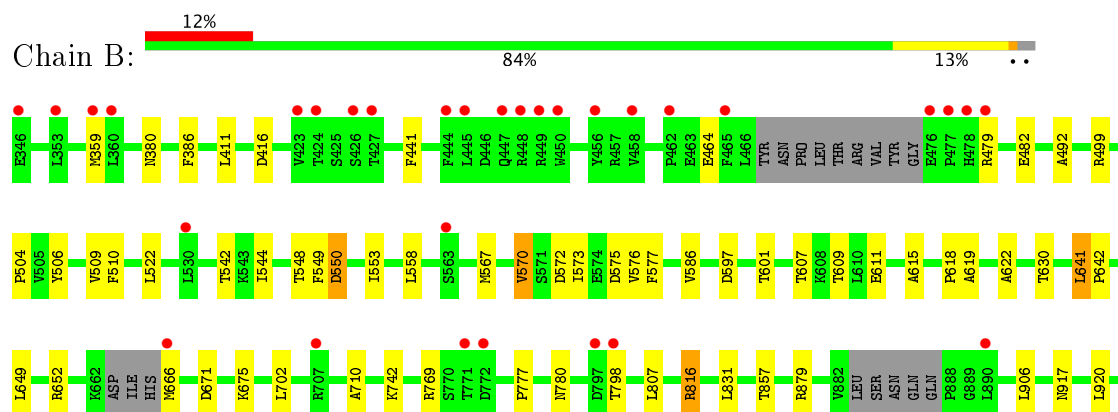 12%
Chain B:
84% 13% • •
E346 I353 M359 I360 N380 F386 L411 D416 V423 T424 S425 S426 T427 F441 F444 L445 D446 Q447 R448 R449 W450 Y456 R457 V458 P462 E463 E464 F465 L466 TYR ASN PRO LEU THR ARG VAL TYR GLY E476 P477 H478 R479 E482 A492 R499
P504 V505 Y506 V509 F510 L522 L530 T542 K543 I544 T548 F549 D550 I553 L558 S563 M567 V570 S571 D572 I573 E574 D575 V576 F577 V586 D597 T601 T607 K608 T609 L610 E611 A615 P618 A619 A622 T630 L641 P642
L649 R652 K662 ASP ILE HIS M666 D671 K675 L702 R707 A710 K742 R769 S770 T771 D772 P777 N780 D797 T798 L807 R816 L831 T857 R879 V882 LEU SER ASN GLN GLN P888 G889 L890 L906 N917 L920